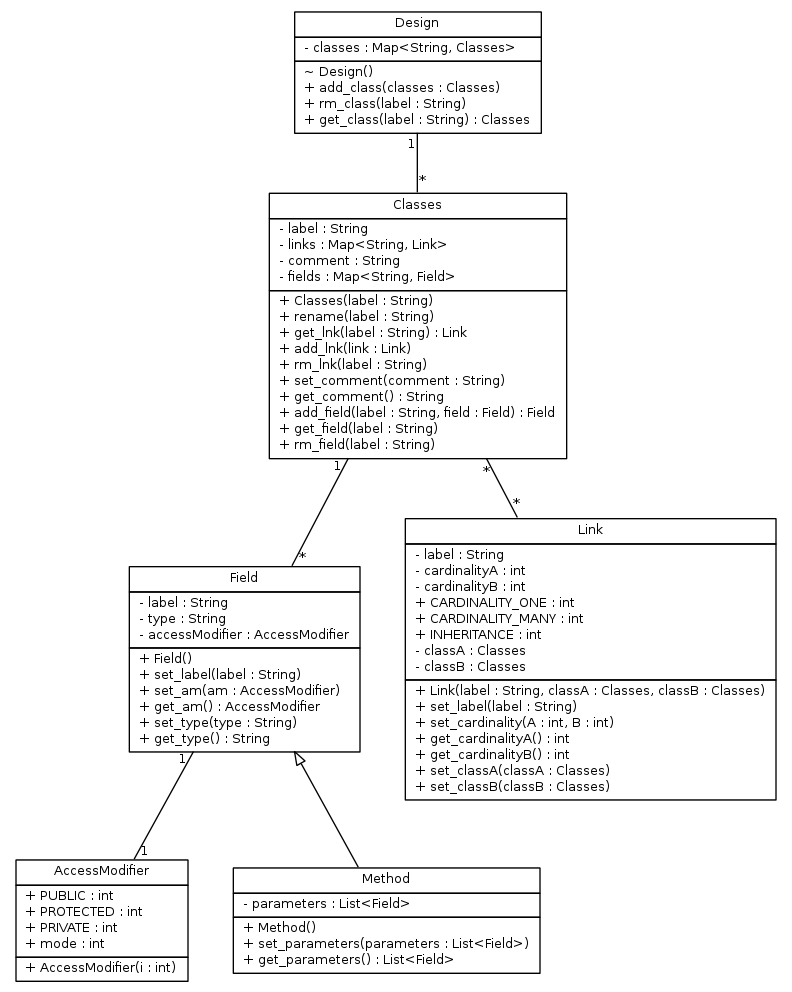 Design
- classes : Map<String, Classes>
~ Design()
+ add_class(classes : Classes)
+ rm_class(label : String)
+ get_class(label : String) : Classes
1
*
Classes
- label : String
- links : Map<String, Link>
- comment : String
- fields : Map<String, Field>
+ Classes(label : String)
+ rename(label : String)
+ get_lnk(label : String) : Link
+ add_lnk(link : Link)
+ rm_lnk(label : String)
+ set_comment(comment : String)
+ get_comment() : String
+ add_field(label : String, field : Field) : Field
+ get_field(label : String)
+ rm_field(label : String)
1
*
*
*
Field
- label : String
- type : String
- accessModifier : AccessModifier
+ Field()
+ set_label(label : String)
+ set_am(am : AccessModifier)
+ get_am() : AccessModifier
+ set_type(type : String)
+ get_type() : String
Link
- label : String
- cardinalityA : int
- cardinalityB : int
+ CARDINALITY_ONE : int
+ CARDINALITY_MANY : int
+ INHERITANCE : int
- classA : Classes
- classB : Classes
+ Link(label : String, classA : Classes, classB : Classes)
+ set_label(label : String)
+ set_cardinality(A : int, B : int)
+ get_cardinalityA() : int
+ get_cardinalityB() : int
+ set_classA(classA : Classes)
+ set_classB(classB : Classes)
1
1
AccessModifier
+ PUBLIC : int
+ PROTECTED : int
+ PRIVATE : int
+ mode : int
+ AccessModifier(i : int)
Method
- parameters : List<Field>
+ Method()
+ set_parameters(parameters : List<Field>)
+ get_parameters() : List<Field>